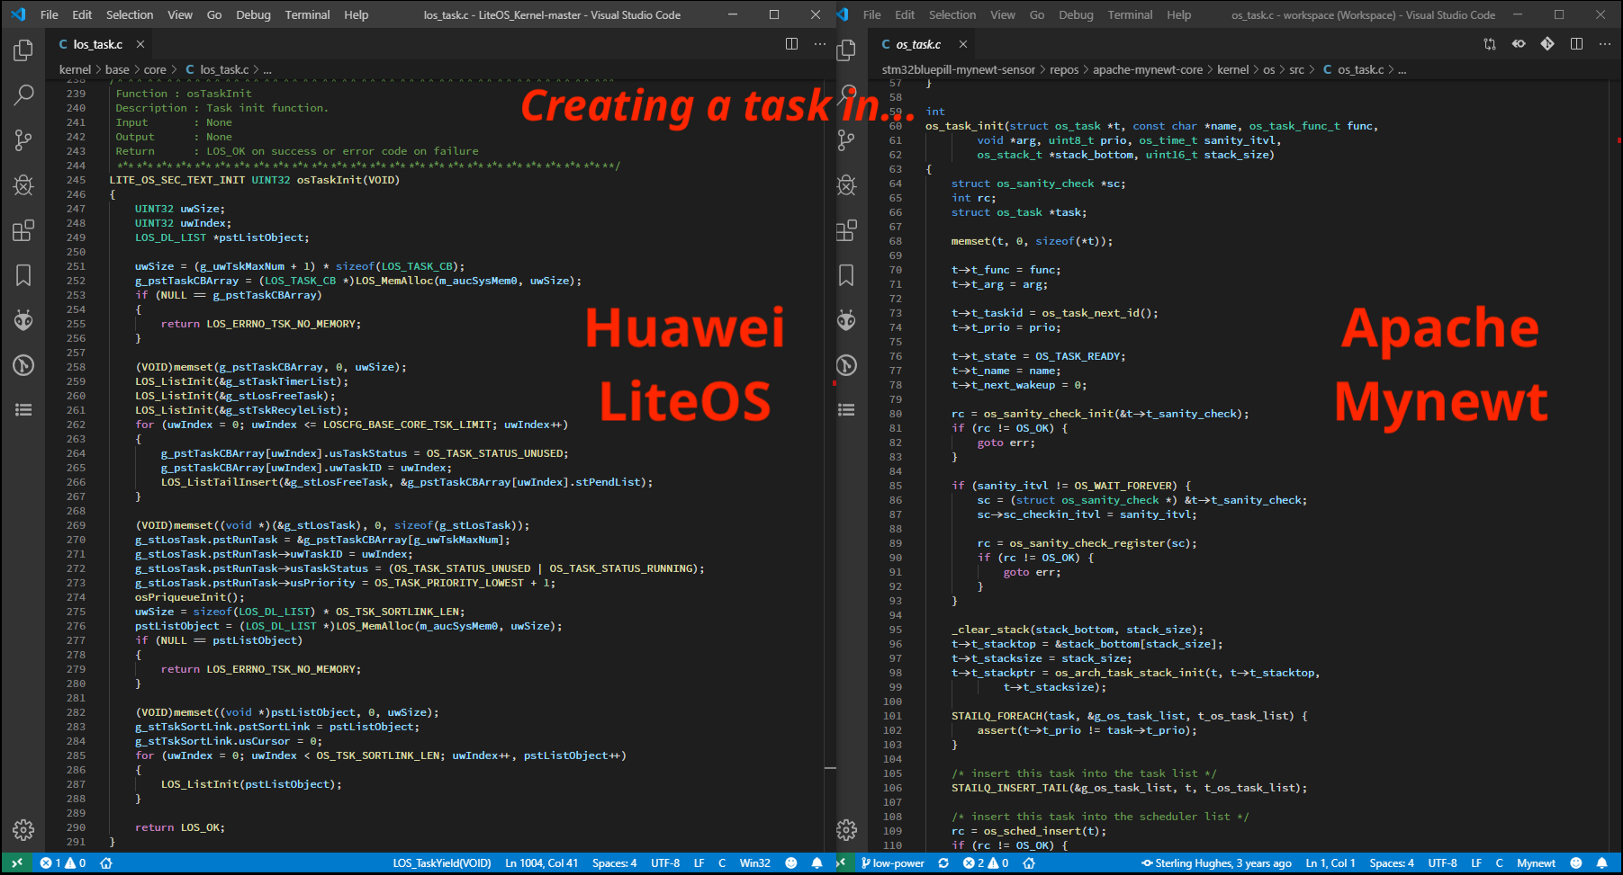 File Edit Selection View Go Debug Terminal Help
los_task.c - LiteOS_Kernel-master - Visual Studio Code
C los_task.c ×
kernel > base > core > C los_task.c > ...
239 Function : osTaskInit
240 Description : Task init function.
241 Input : None
242 Output : None
243 Return : LOS_OK on success or error code on failure
244 *****************************************************************************/
245 LITE_OS_SEC_TEXT_INIT UINT32 osTaskInit(VOID)
246 {
247 UINT32 uwSize;
248 UINT32 uwIndex;
249 LOS_DL_LIST *pstListObject;
250
251 uwSize = (g_uwTskMaxNum + 1) * sizeof(LOS_TASK_CB);
252 g_pstTaskCBArray = (LOS_TASK_CB *)LOS_MemAlloc(m_aucSysMem0, uwSize);
253 if (NULL == g_pstTaskCBArray)
254 {
255 return LOS_ERRNO_TSK_NO_MEMORY;
256 }
257
258 (VOID)memset(g_pstTaskCBArray, 0, uwSize);
259 LOS_ListInit(&g_stTaskTimerList);
260 LOS_ListInit(&g_stLosFreeTask);
261 LOS_ListInit(&g_stTskRecyleList);
262 for (uwIndex = 0; uwIndex <= LOSCFG_BASE_CORE_TSK_LIMIT; uwIndex++)
263 {
264 g_pstTaskCBArray[uwIndex].usTaskStatus = OS_TASK_STATUS_UNUSED;
265 g_pstTaskCBArray[uwIndex].uwTaskID = uwIndex;
266 LOS_ListTailInsert(&g_stLosFreeTask, &g_pstTaskCBArray[uwIndex].stPendList);
267 }
268
269 (VOID)memset((void *)(&g_stLosTask), 0, sizeof(g_stLosTask));
270 g_stLosTask.pstRunTask = &g_pstTaskCBArray[g_uwTskMaxNum];
271 g_stLosTask.pstRunTask->uwTaskID = uwIndex;
272 g_stLosTask.pstRunTask->usTaskStatus = (OS_TASK_STATUS_UNUSED | OS_TASK_STATUS_RUNNING);
273 g_stLosTask.pstRunTask->usPriority = OS_TASK_PRIORITY_LOWEST + 1;
274 osPriqueueInit();
275 uwSize = sizeof(LOS_DL_LIST) * OS_TSK_SORTLINK_LEN;
276 pstListObject = (LOS_DL_LIST *)LOS_MemAlloc(m_aucSysMem0, uwSize);
277 if (NULL == pstListObject)
278 {
279 return LOS_ERRNO_TSK_NO_MEMORY;
280 }
281
282 (VOID)memset((void *)pstListObject, 0, uwSize);
283 g_stTskSortLink.pstSortLink = pstListObject;
284 g_stTskSortLink.usCursor = 0;
285 for (uwIndex = 0; uwIndex < OS_TSK_SORTLINK_LEN; uwIndex++, pstListObject++)
286 {
287 LOS_ListInit(pstListObject);
288 }
289
290 return LOS_OK;
291 }
1 0 LOS_TaskYield(VOID) Ln 1004, Col 41 Spaces: 4 UTF-8 LF C Win32
Creating a task in...
Huawei
LiteOS
File Edit Selection View Go Debug Terminal Help
os_task.c - workspace (Workspace) - Visual Studio Code
C os_task.c ×
stm32bluepill-mynewt-sensor > repos > apache-mynewt-core > kernel > os > src > C os_task.c > ...
57 }
58
59 int
60 os_task_init(struct os_task *t, const char *name, os_task_func_t func,
61 void *arg, uint8_t prio, os_time_t sanity_itvl,
62 os_stack_t *stack_bottom, uint16_t stack_size)
63 {
64 struct os_sanity_check *sc;
65 int rc;
66 struct os_task *task;
67
68 memset(t, 0, sizeof(*t));
69
70 t->t_func = func;
71 t->t_arg = arg;
72
73 t->t_taskid = os_task_next_id();
74 t->t_prio = prio;
75
76 t->t_state = OS_TASK_READY;
77 t->t_name = name;
78 t->t_next_wakeup = 0;
79
80 rc = os_sanity_check_init(&t->t_sanity_check);
81 if (rc != OS_OK) {
82 goto err;
83 }
84
85 if (sanity_itvl != OS_WAIT_FOREVER) {
86 sc = (struct os_sanity_check *) &t->t_sanity_check;
87 sc->sc_checkin_itvl = sanity_itvl;
88
89 rc = os_sanity_check_register(sc);
90 if (rc != OS_OK) {
91 goto err;
92 }
93 }
94
95 _clear_stack(stack_bottom, stack_size);
96 t->t_stacktop = &stack_bottom[stack_size];
97 t->t_stacksize = stack_size;
98 t->t_stackptr = os_arch_task_stack_init(t, t->t_stacktop,
99 t->t_stacksize);
100
101 STAILQ_FOREACH(task, &g_os_task_list, t_os_task_list) {
102 assert(t->t_prio != task->t_prio);
103 }
104
105 /* insert this task into the task list */
106 STAILQ_INSERT_TAIL(&g_os_task_list, t, t_os_task_list);
107
108 /* insert this task into the scheduler list */
109 rc = os_sched_insert(t);
110 if (rc != OS_OK) {
low-power 2 0 Sterling Hughes, 3 years ago Ln 1, Col 1 Spaces: 4 UTF-8 LF C Mynewt
Apache
Mynewt